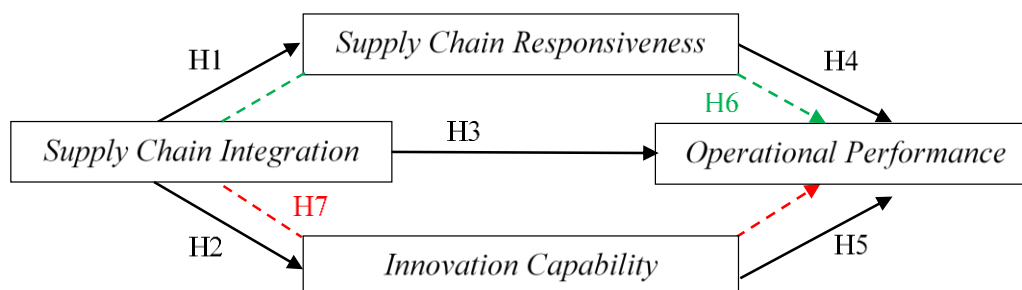 Supply Chain Responsiveness
H1
H4
H6
H3
Supply Chain Integration
Operational Performance
H7
H2
H5
Innovation Capability